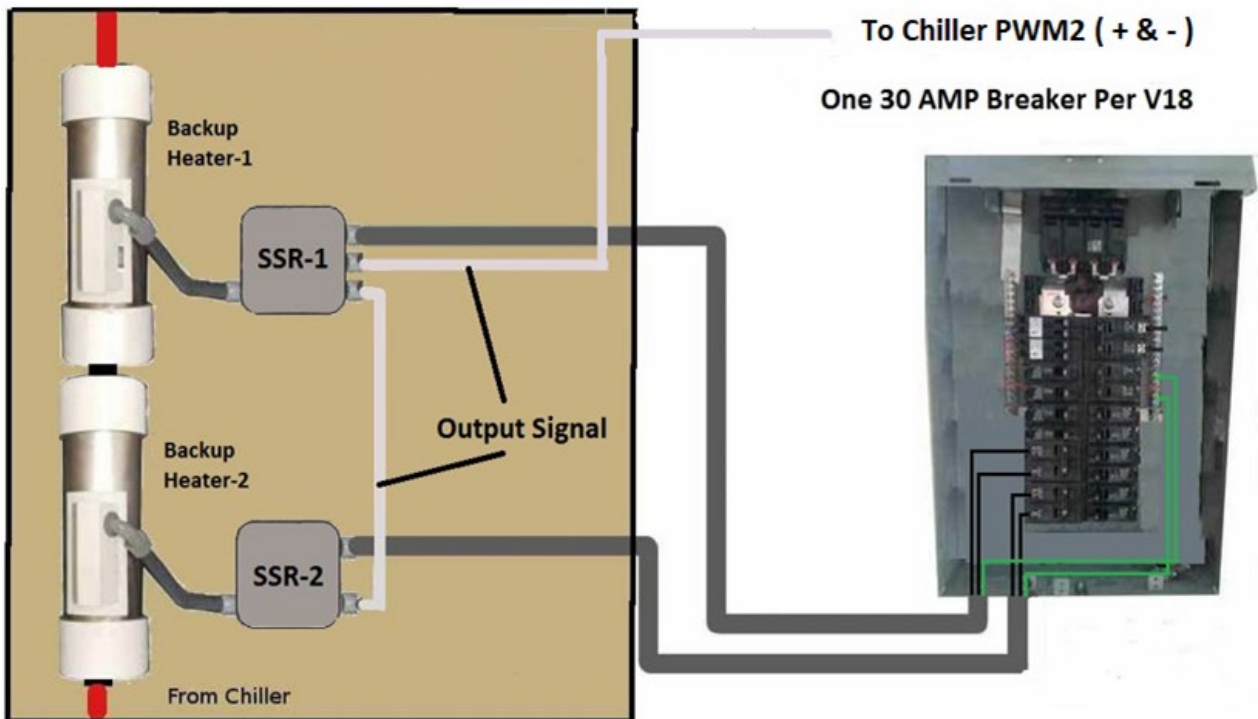 To Chiller PWM2 ( + & - )
One 30 AMP Breaker Per V18
Backup
Heater-1
SSR-1
Output Signal
Backup
Heater-2
SSR-2
From Chiller